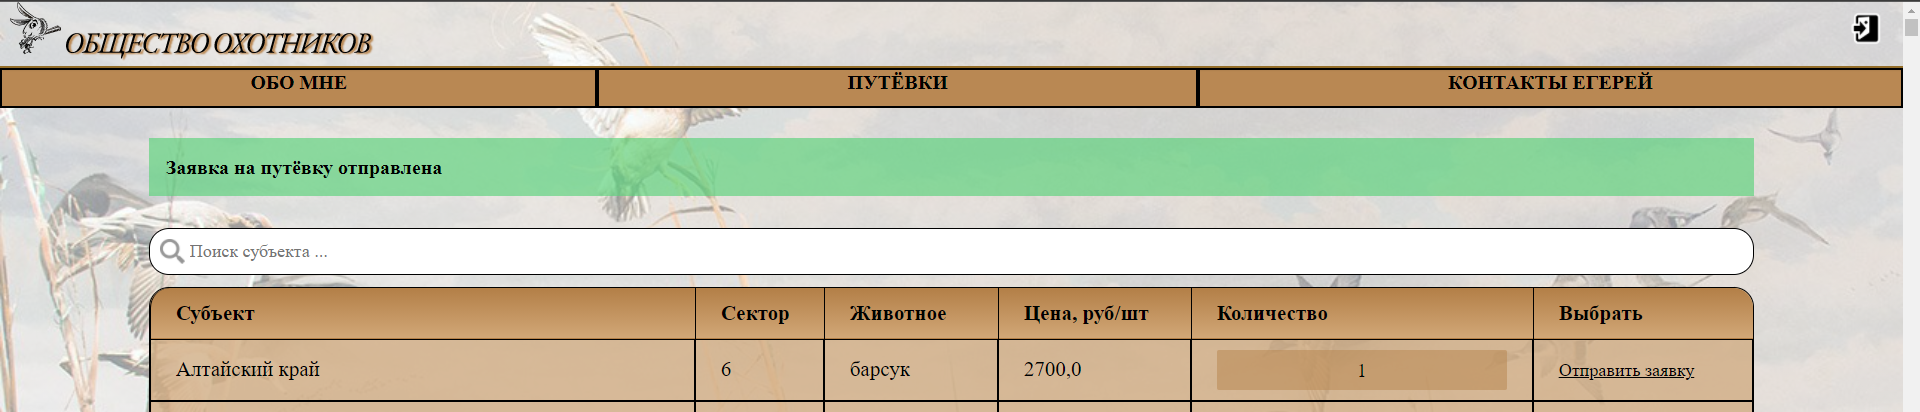 ОБЩЕСТВО ОХОТНИКОВ
ОБО МНЕ ПУТЁВКИ КОНТАКТЫ ЕГЕРЕЙ
Заявка на путёвку отправлена
Поиск субъекта ...
Субъект Сектор Животное Цена, руб/шт Количество Выбрать
Алтайский край 6 барсук 2700,0 1 Отправить заявку